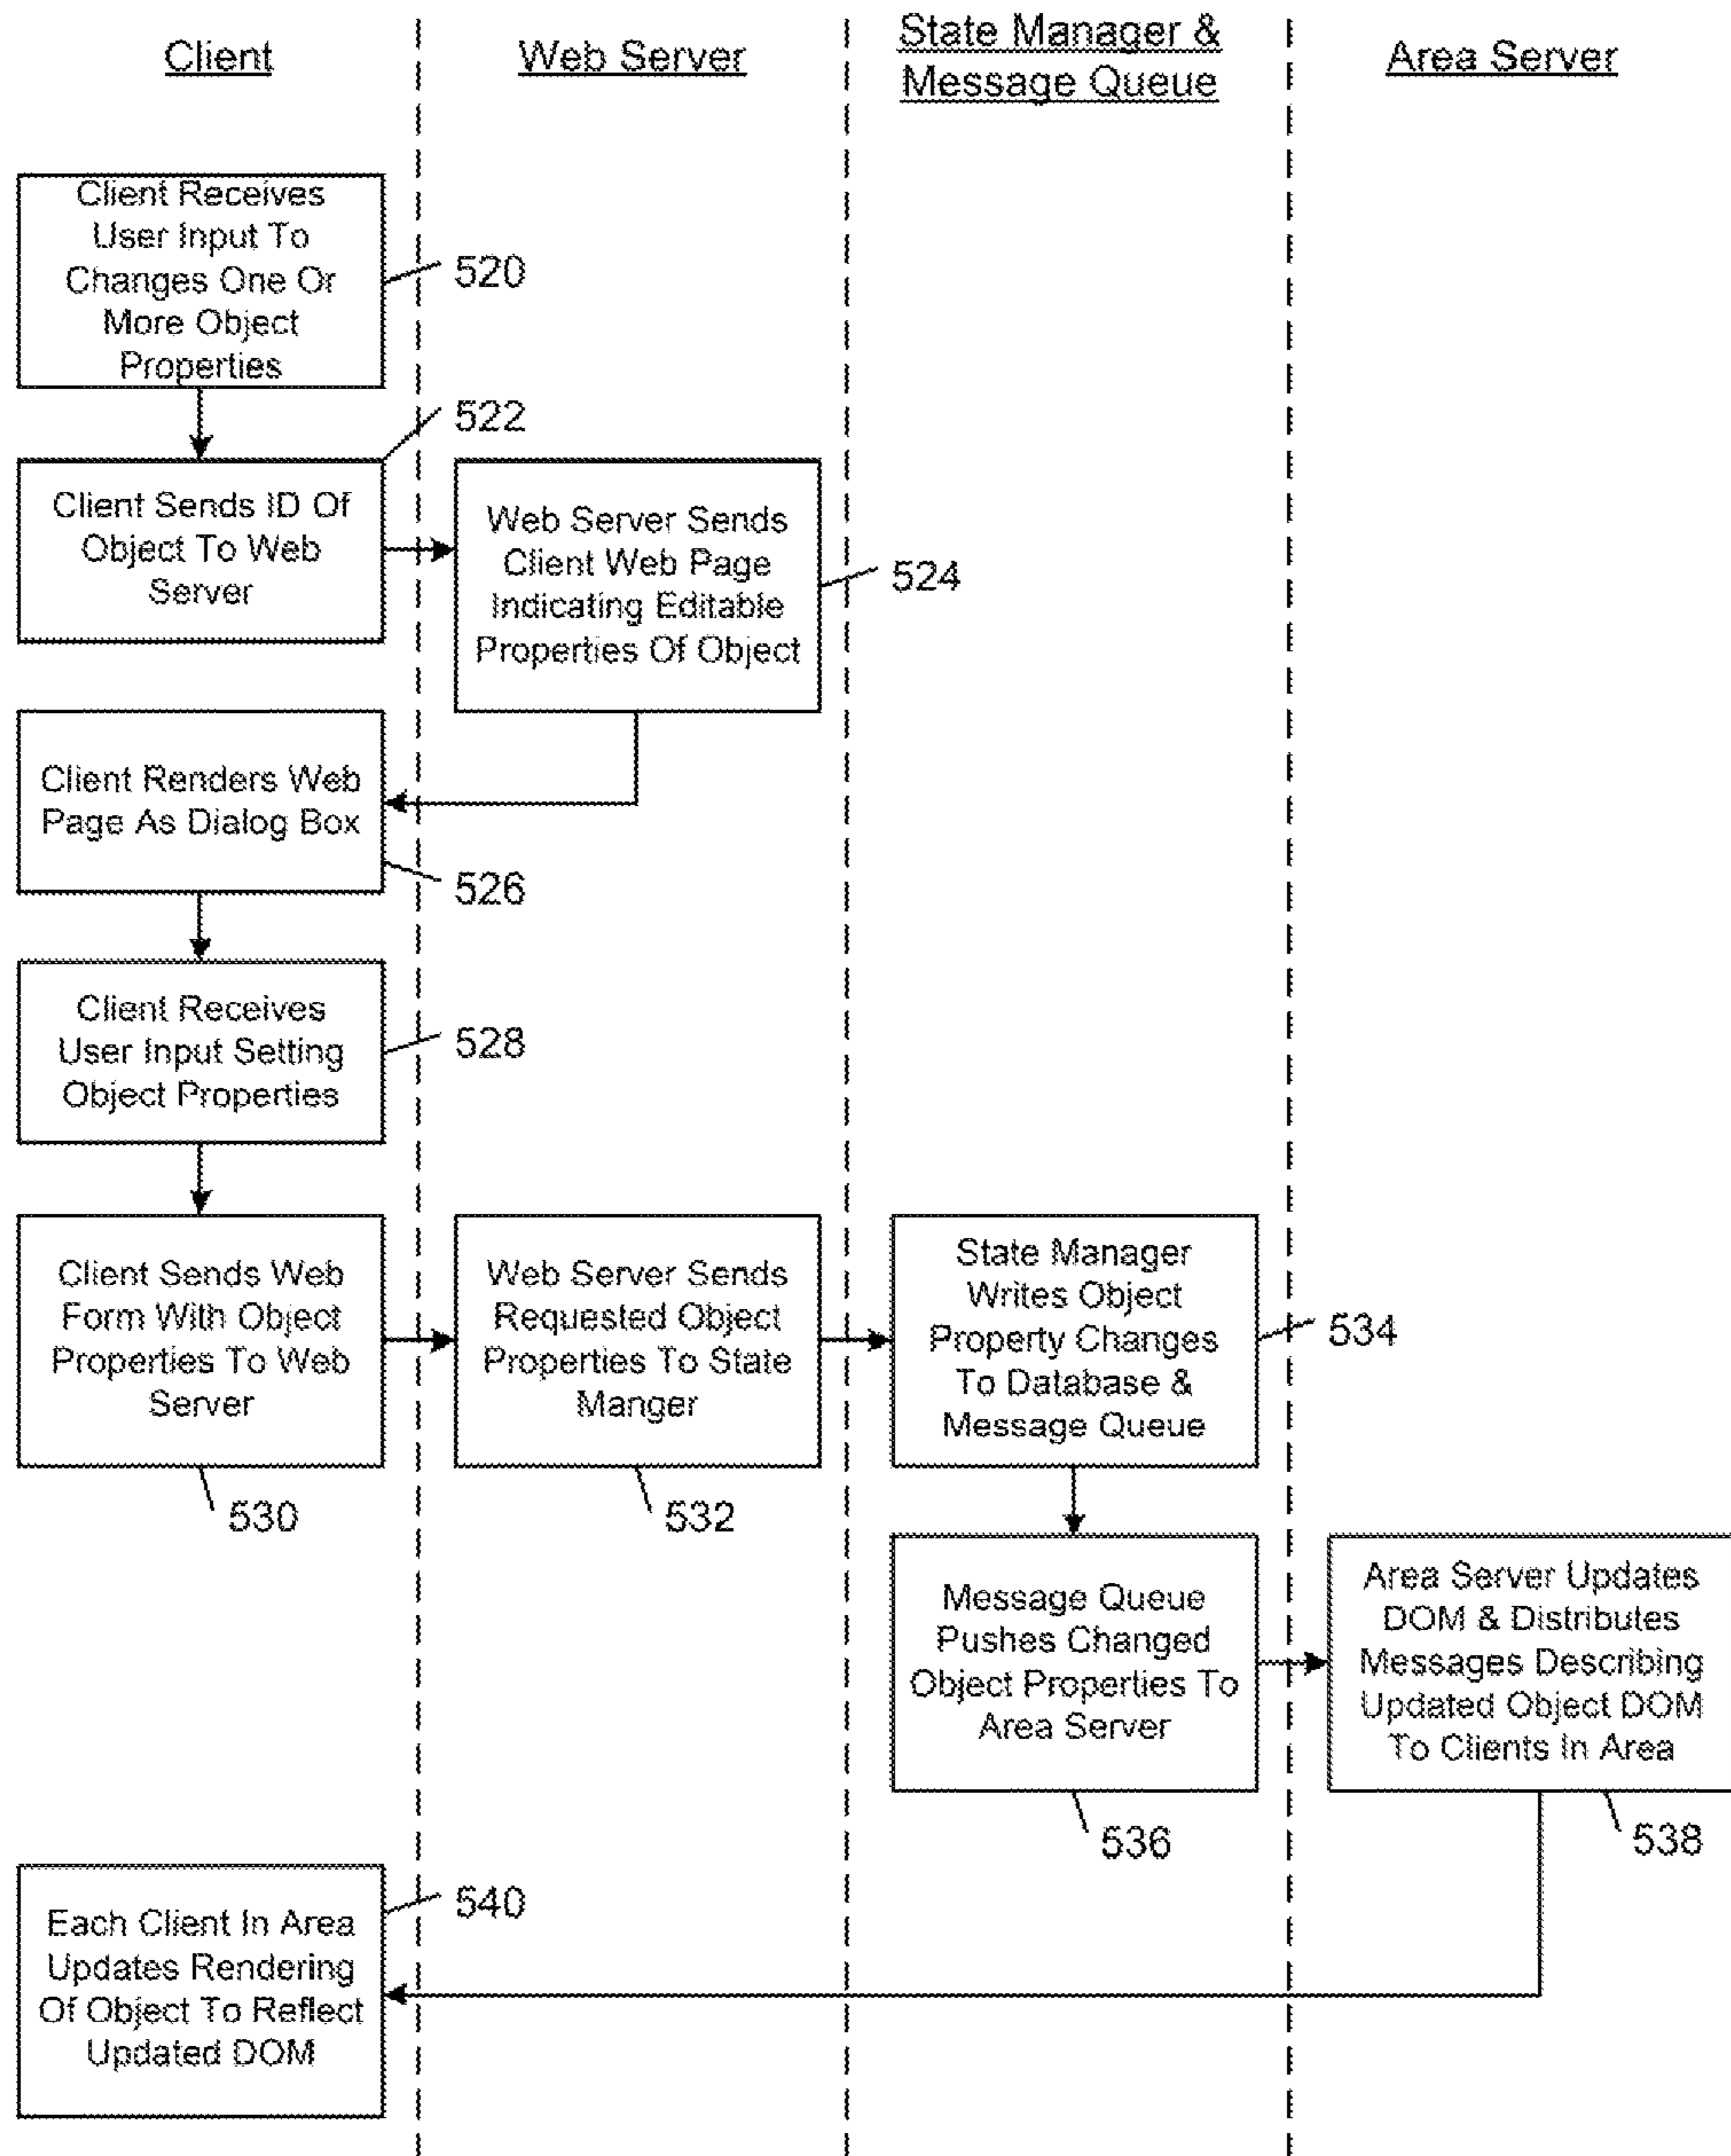 Client
Web Server
State Manager &
Message Queue
Area Server
Client Receives
User Input To
Changes One Or
More Object
Properties
520
522
Client Sends ID Of
Object To Web
Server
Web Server Sends
Client Web Page
Indicating Editable
Properties Of Object
524
Client Renders Web
Page As Dialog Box
526
Client Receives
User Input Setting
Object Properties
528
Client Sends Web
Form With Object
Properties To Web
Server
530
Web Server Sends
Requested Object
Properties To State
Manger
532
State Manager
Writes Object
Property Changes
To Database &
Message Queue
534
Message Queue
Pushes Changed
Object Properties To
Area Server
536
Area Server Updates
DOM & Distributes
Messages Describing
Updated Object DOM
To Clients In Area
538
Each Client In Area
Updates Rendering
Of Object To Reflect
Updated DOM
540